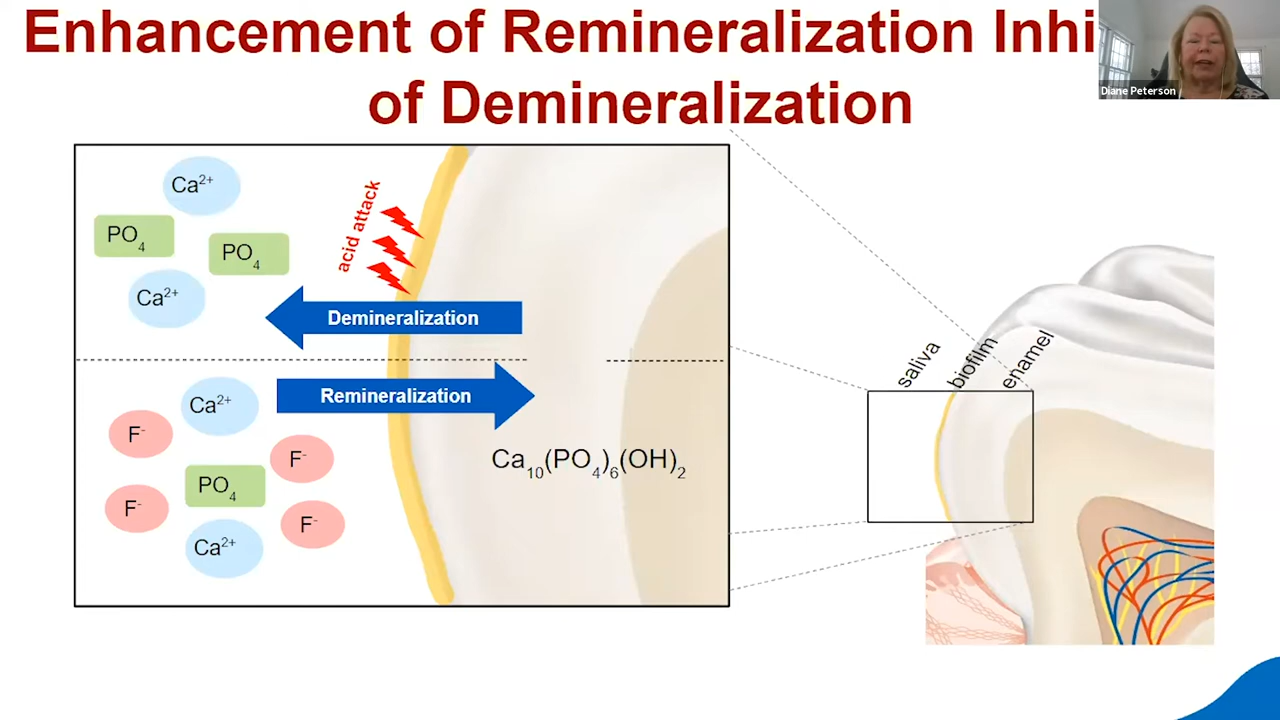 Enhancement of Remineralization Inhi
of Demineralization
Diane Peterson
Ca²⁺
PO₄
PO₄
Ca²⁺
acid attack
Demineralization
Remineralization
Ca²⁺
F⁻
F⁻
PO₄
F⁻
F⁻
Ca²⁺
Ca₁₀(PO₄)₆(OH)₂
saliva
biofilm
enamel